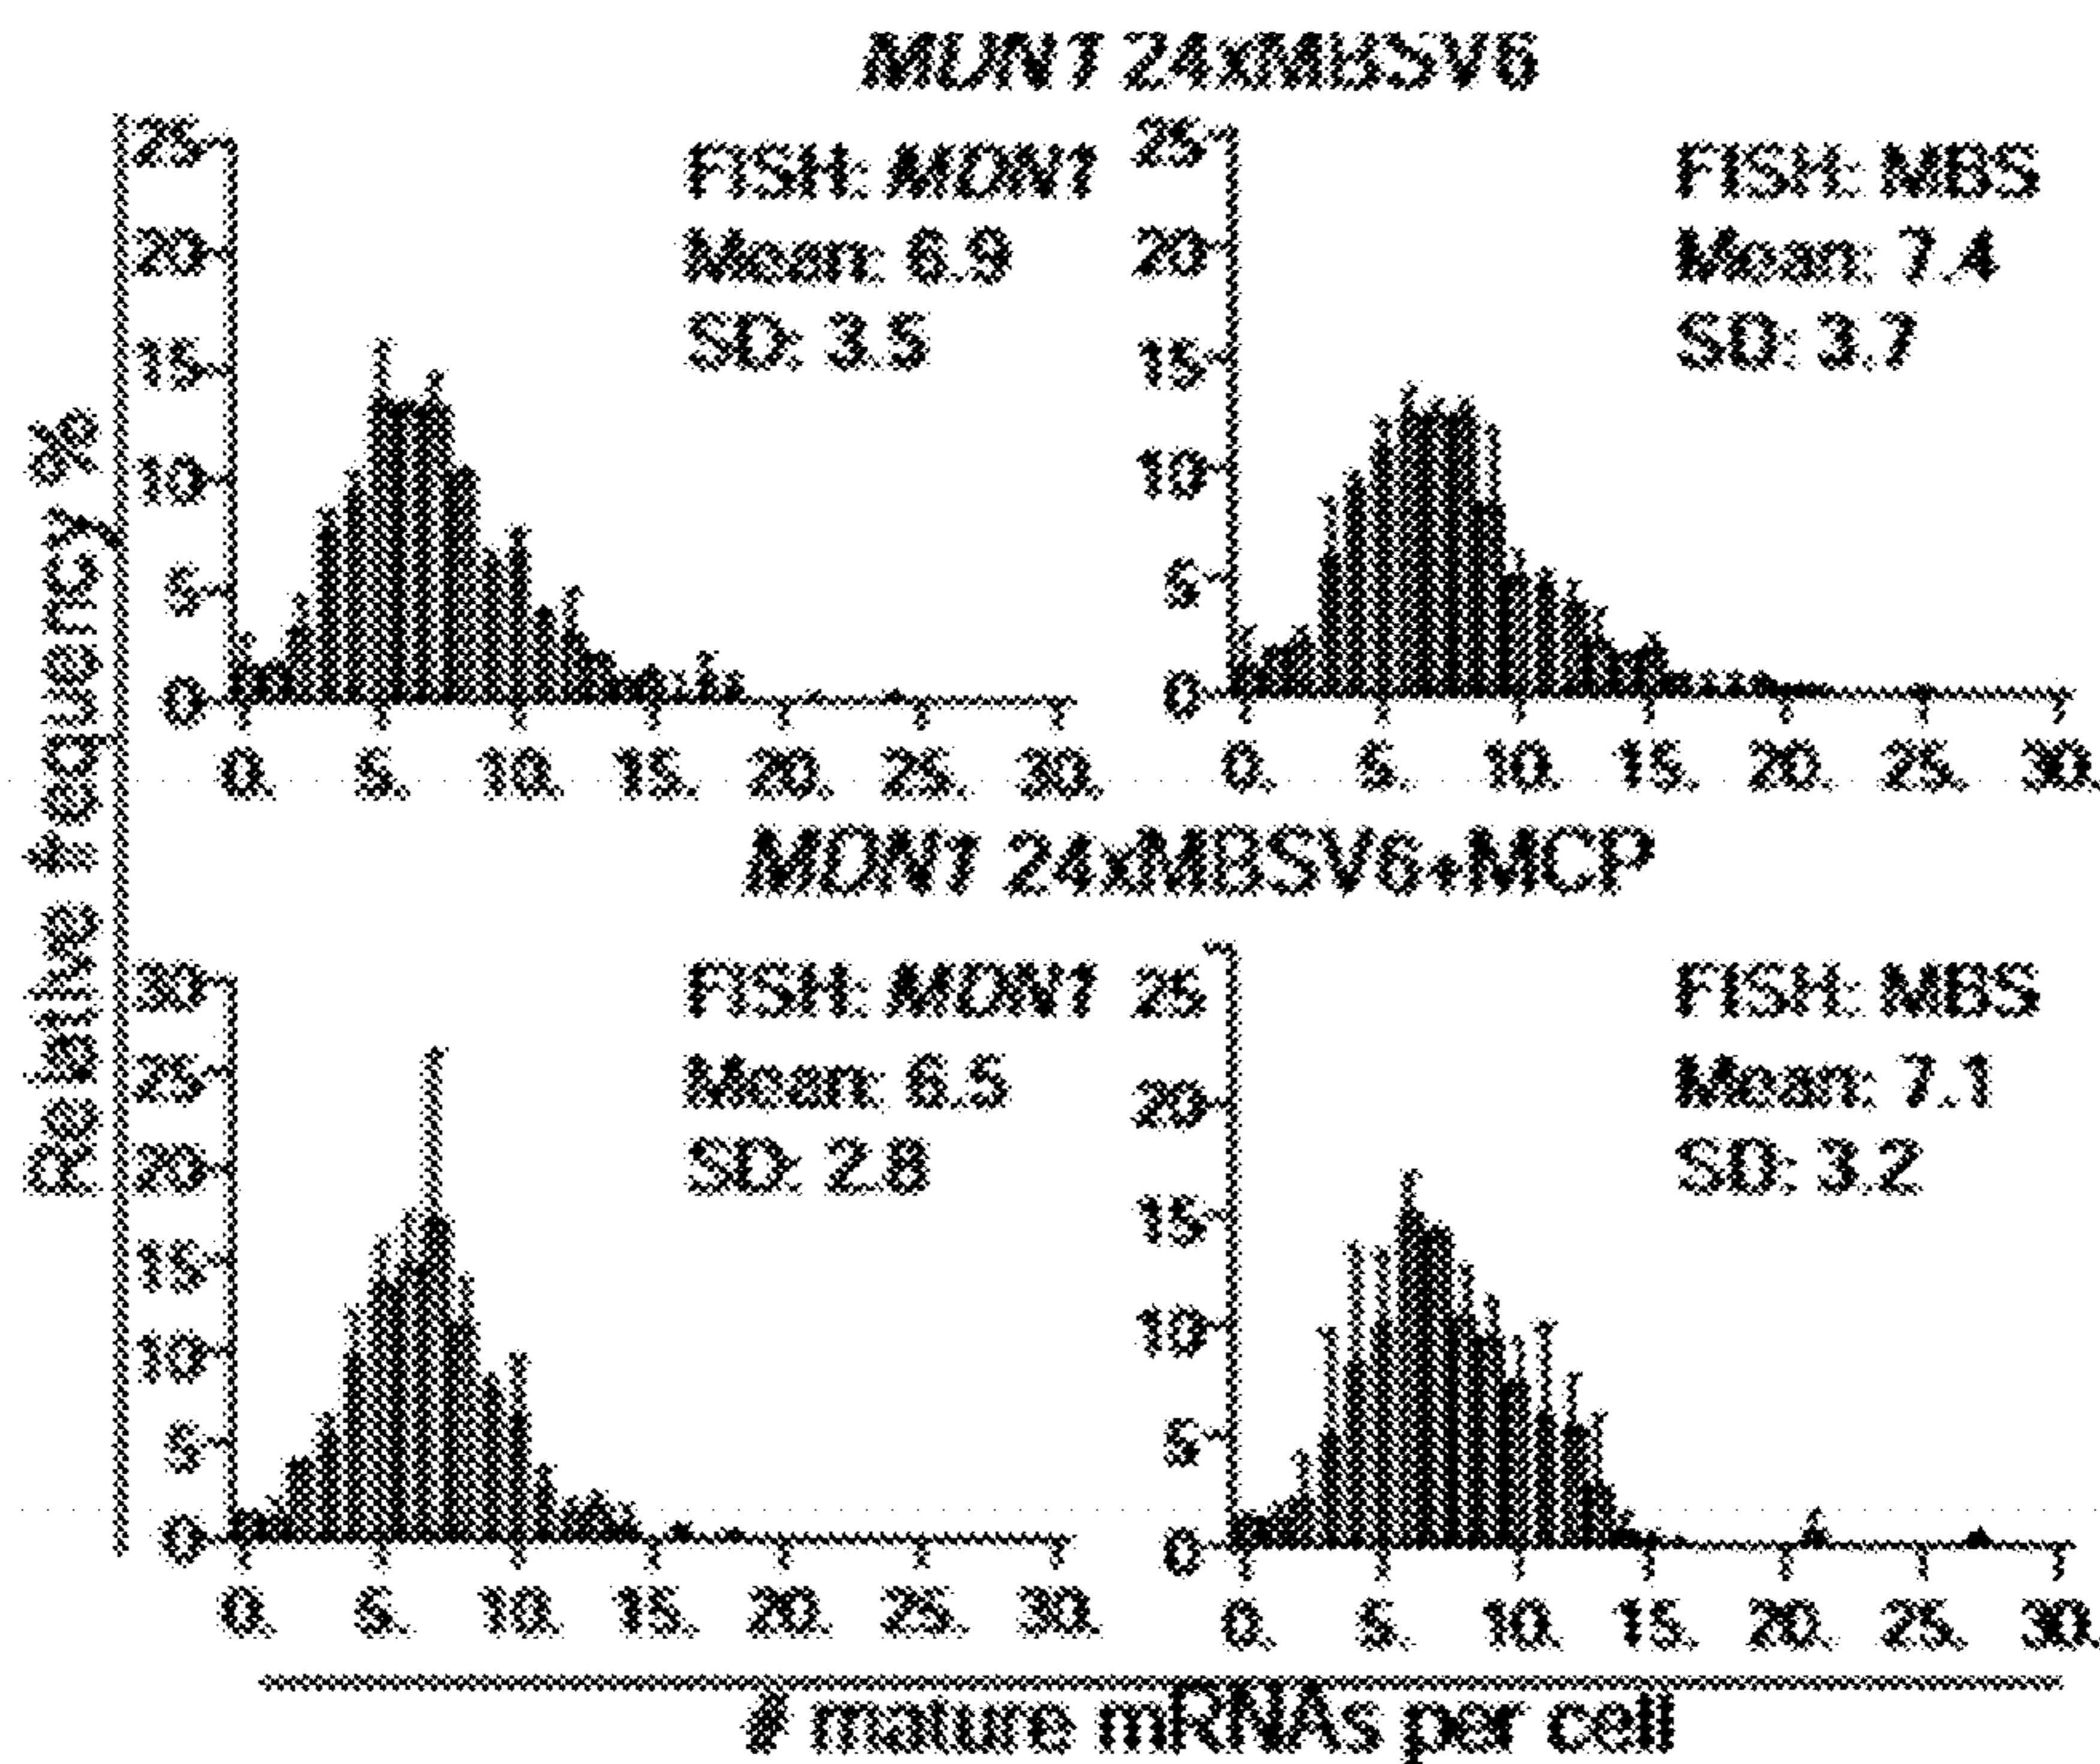 MDN1 24xMBSV6
FISH: MDN1
Mean: 6.9
SD: 3.5
25
20
15
10
5
0
0. 5. 10. 15. 20. 25. 30.
FISH: MBS
Mean: 7.4
SD: 3.7
25
20
15
10
5
0
0. 5. 10. 15. 20. 25. 30.
Relative frequency %
MDN1 24xMBSV6+MCP
FISH: MDN1
Mean: 6.5
SD: 2.8
30
25
20
15
10
5
0
0. 5. 10. 15. 20. 25. 30.
FISH: MBS
Mean: 7.1
SD: 3.2
25
20
15
10
5
0
0. 5. 10. 15. 20. 25. 30.
# mature mRNAs per cell